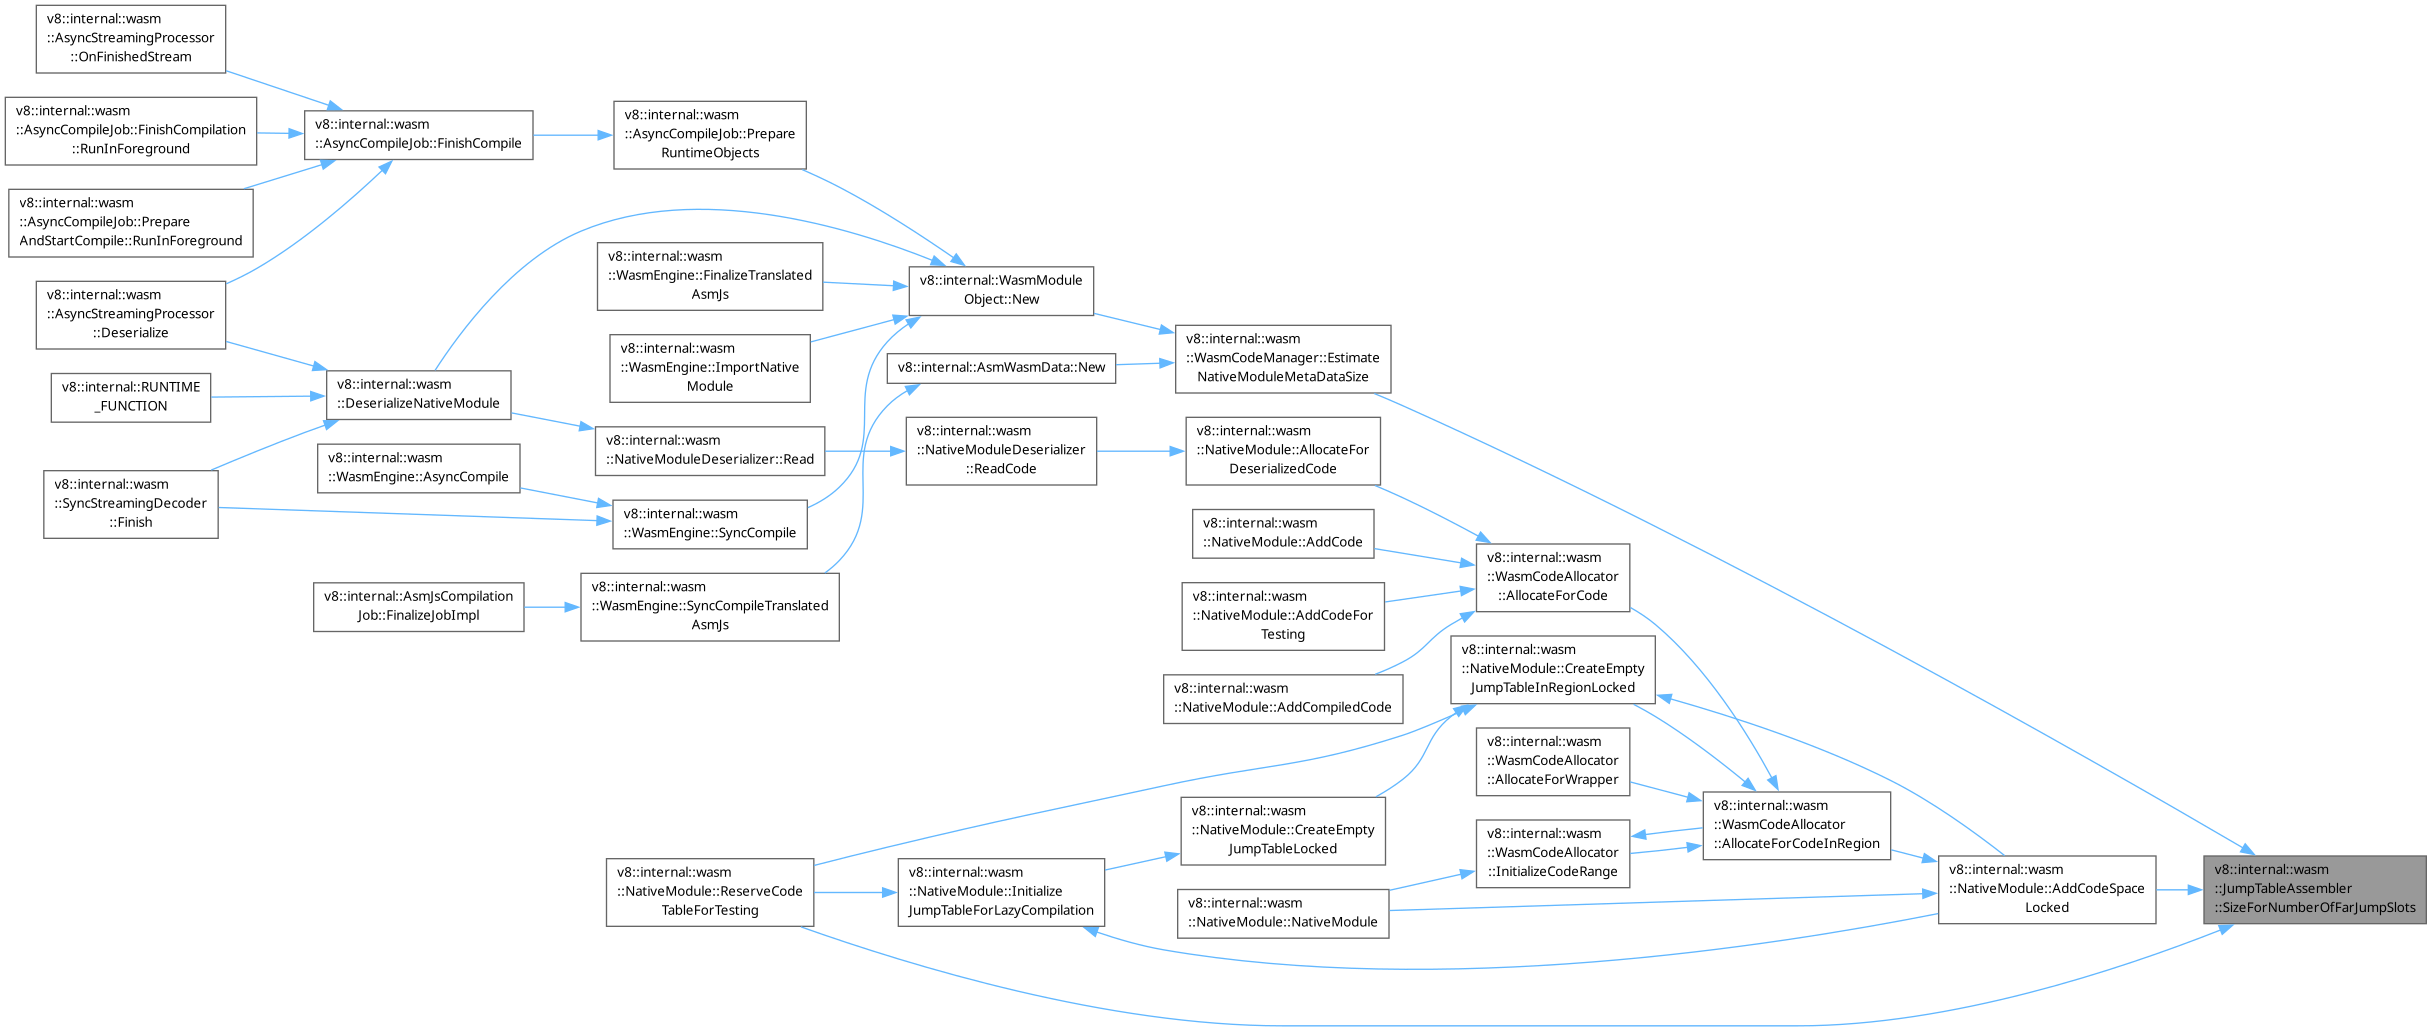 v8::internal::wasm
::AsyncStreamingProcessor
::OnFinishedStream
v8::internal::wasm
::AsyncCompileJob::FinishCompilation
::RunInForeground
v8::internal::wasm
::AsyncCompileJob::Prepare
AndStartCompile::RunInForeground
v8::internal::wasm
::AsyncStreamingProcessor
::Deserialize
v8::internal::RUNTIME
_FUNCTION
v8::internal::wasm
::SyncStreamingDecoder
::Finish
v8::internal::wasm
::AsyncCompileJob::FinishCompile
v8::internal::wasm
::DeserializeNativeModule
v8::internal::wasm
::WasmEngine::AsyncCompile
v8::internal::AsmJsCompilation
Job::FinalizeJobImpl
v8::internal::wasm
::AsyncCompileJob::Prepare
RuntimeObjects
v8::internal::wasm
::WasmEngine::FinalizeTranslated
AsmJs
v8::internal::wasm
::WasmEngine::ImportNative
Module
v8::internal::wasm
::NativeModuleDeserializer::Read
v8::internal::wasm
::WasmEngine::SyncCompile
v8::internal::wasm
::WasmEngine::SyncCompileTranslated
AsmJs
v8::internal::wasm
::NativeModule::ReserveCode
TableForTesting
v8::internal::WasmModule
Object::New
v8::internal::AsmWasmData::New
v8::internal::wasm
::NativeModuleDeserializer
::ReadCode
v8::internal::wasm
::NativeModule::Initialize
JumpTableForLazyCompilation
v8::internal::wasm
::WasmCodeManager::Estimate
NativeModuleMetaDataSize
v8::internal::wasm
::NativeModule::AllocateFor
DeserializedCode
v8::internal::wasm
::NativeModule::AddCode
v8::internal::wasm
::NativeModule::AddCodeFor
Testing
v8::internal::wasm
::NativeModule::AddCompiledCode
v8::internal::wasm
::NativeModule::CreateEmpty
JumpTableLocked
v8::internal::wasm
::NativeModule::NativeModule
v8::internal::wasm
::WasmCodeAllocator
::AllocateForCode
v8::internal::wasm
::NativeModule::CreateEmpty
JumpTableInRegionLocked
v8::internal::wasm
::WasmCodeAllocator
::AllocateForWrapper
v8::internal::wasm
::WasmCodeAllocator
::InitializeCodeRange
v8::internal::wasm
::WasmCodeAllocator
::AllocateForCodeInRegion
v8::internal::wasm
::NativeModule::AddCodeSpace
Locked
v8::internal::wasm
::JumpTableAssembler
::SizeForNumberOfFarJumpSlots